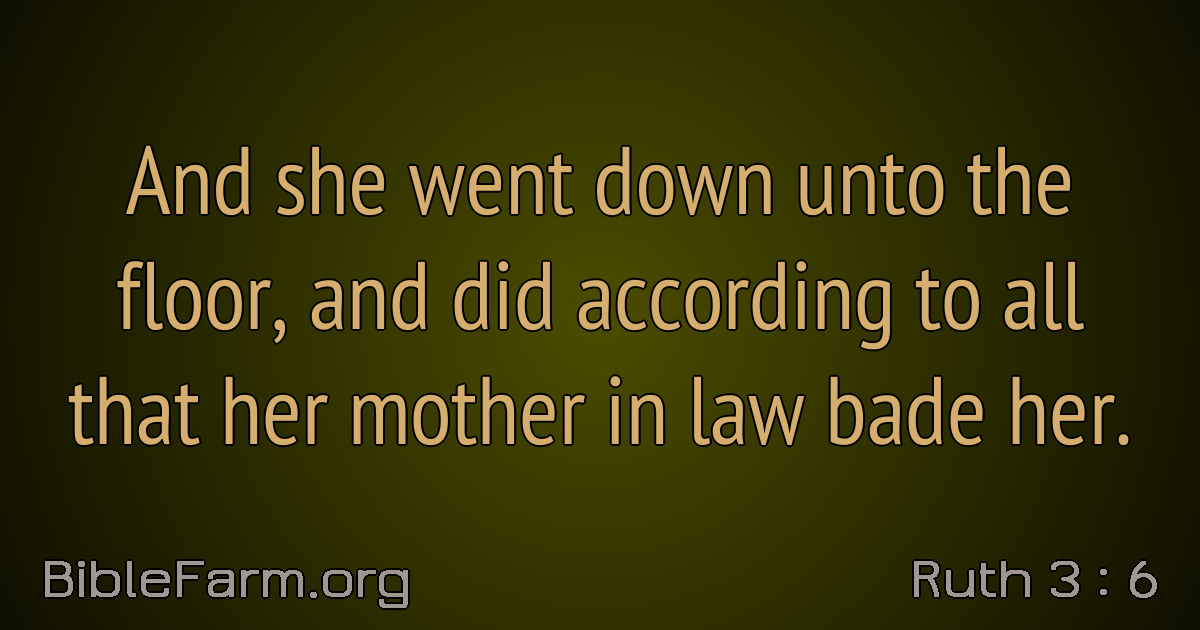 And she went down unto the
floor, and did according to all
that her mother in law bade her.
BibleFarm.org
Ruth 3 : 6